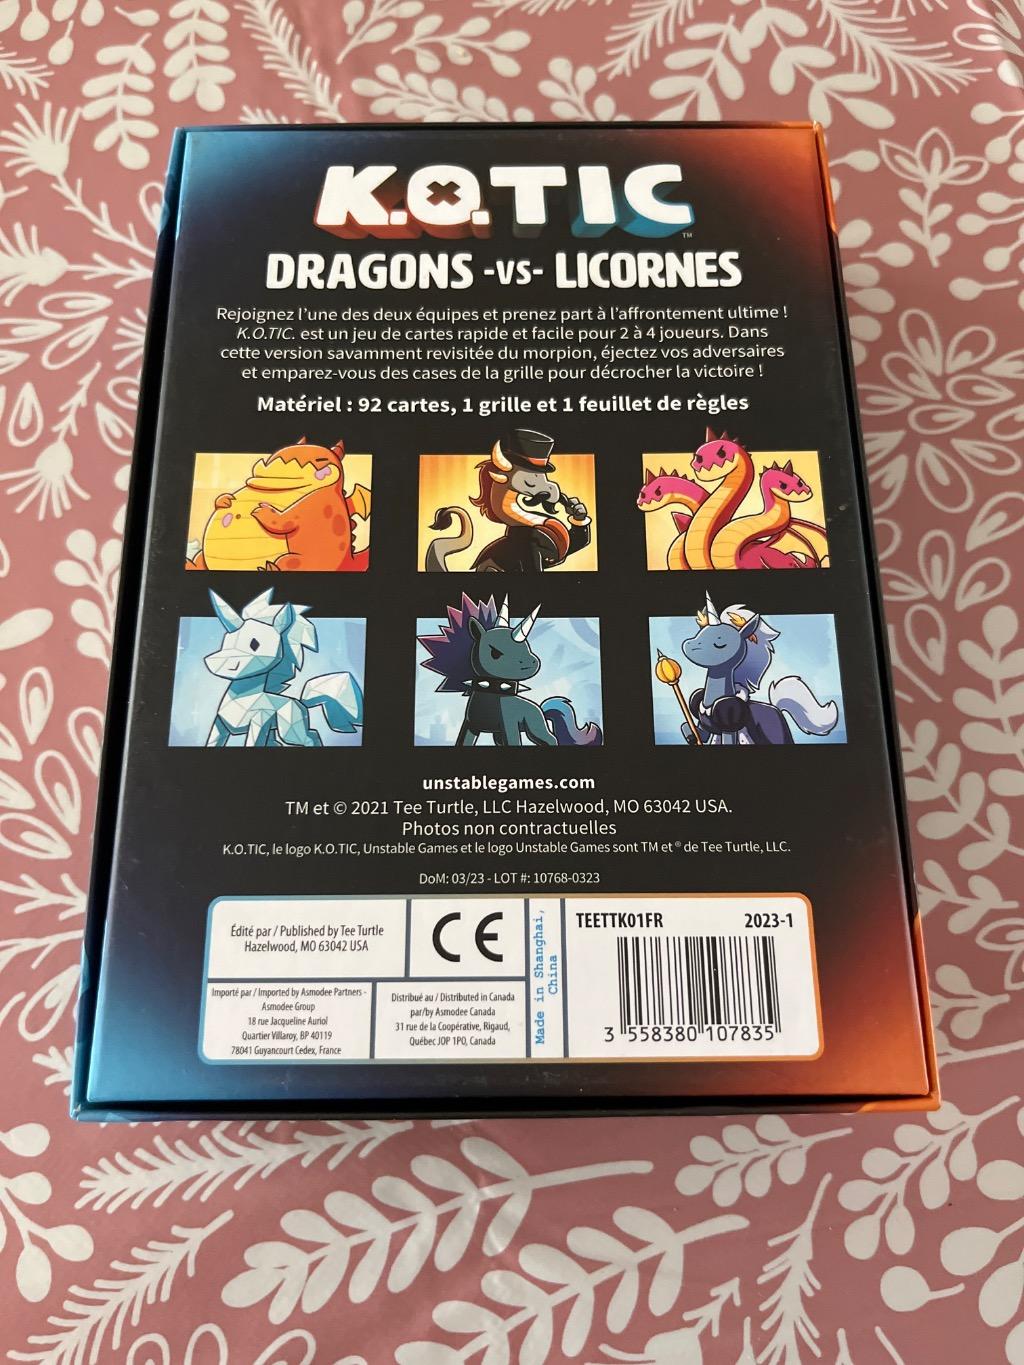 K.O.TIC
TM
DRAGONS -VS- LICORNES
Rejoignez l'une des deux équipes et prenez part à l'affrontement ultime !
K.O.TIC. est un jeu de cartes rapide et facile pour 2 à 4 joueurs. Dans
cette version savamment revisitée du morpion, éjectez vos adversaires
et emparez-vous des cases de la grille pour décrocher la victoire !
Matériel : 92 cartes, 1 grille et 1 feuillet de règles
unstablegames.com
TM et © 2021 Tee Turtle, LLC Hazelwood, MO 63042 USA.
Photos non contractuelles
K.O.TIC, le logo K.O.TIC, Unstable Games et le logo Unstable Games sont TM et ® de Tee Turtle, LLC.
DoM: 03/23 - LOT #: 10768-0323
Édité par / Published by Tee Turtle
Hazelwood, MO 63042 USA
CE
Importé par / Imported by Asmodee Partners -
Asmodee Group
18 rue Jacqueline Auriol
Quartier Villaroy, BP 40119
78041 Guyancourt Cedex, France
Distribué au / Distributed in Canada
par/by Asmodee Canada
31 rue de la Coopérative, Rigaud,
Québec J0P 1P0, Canada
Made in Shanghai,
China
TEETTK01FR 2023-1
3 558380 107835